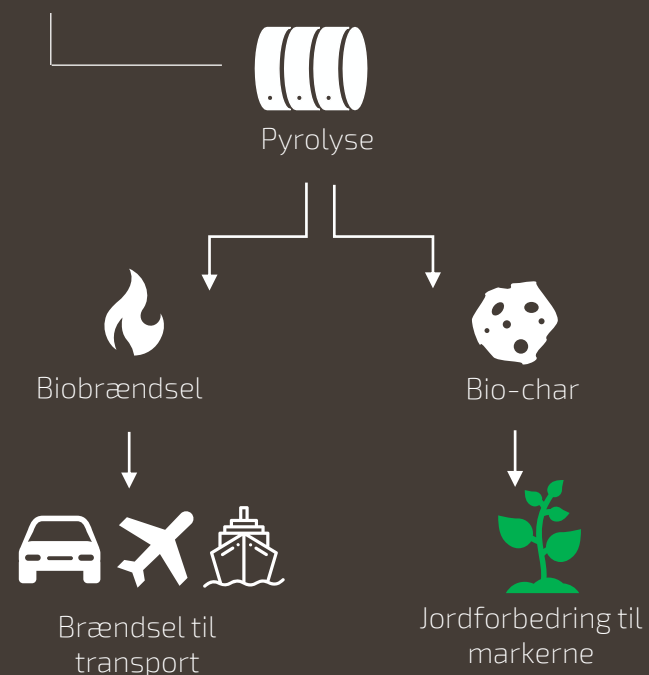 Pyrolyse
Biobrændsel
Bio-char
Brændsel til
transport
Jordforbedring til
markerne